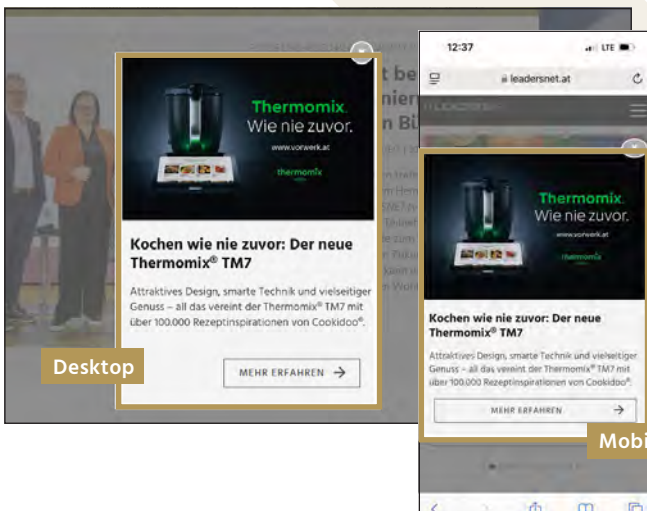 Thermomix.
Wie nie zuvor.
www.vorwerk.at
thermomix
Kochen wie nie zuvor: Der neue
Thermomix® TM7
Attraktives Design, smarte Technik und vielseitiger
Genuss – all das vereint der Thermomix® TM7 mit
über 100.000 Rezeptinspirationen von Cookidoo®.
MEHR ERFAHREN →
Desktop
12:37
LTE
leadersnet.at
Thermomix.
Wie nie zuvor.
www.vorwerk.at
thermomix
Kochen wie nie zuvor: Der neue
Thermomix® TM7
Attraktives Design, smarte Technik und vielseitiger
Genuss – all das vereint der Thermomix® TM7 mit
über 100.000 Rezeptinspirationen von Cookidoo®.
MEHR ERFAHREN →
Mobi